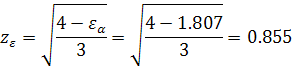 z_ε = √((4 − ε_α)/3) = √((4 − 1.807)/3) = 0.855